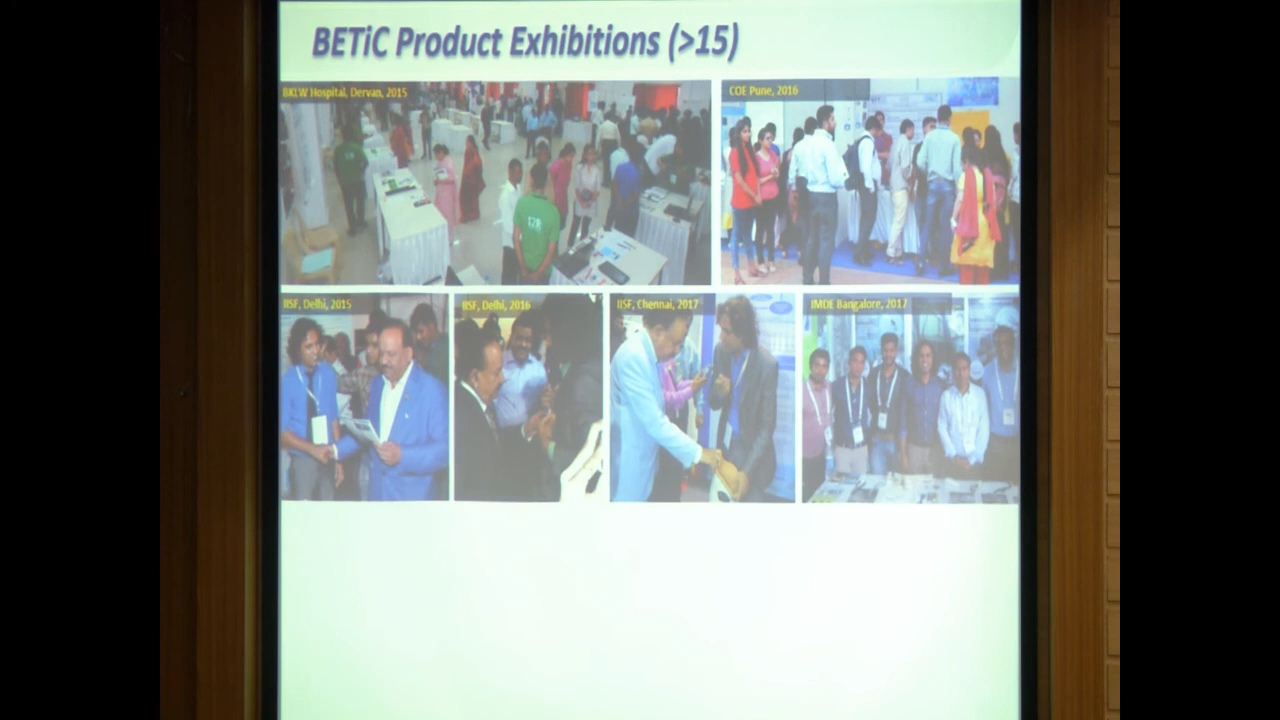 BETiC Product Exhibitions (>15)
BKLW Hospital, Dervan, 2015
COE Pune, 2016
IISF, Delhi, 2015
IISF, Delhi, 2016
IISF, Chennai, 2017
IMDE Bangalore, 2017
128